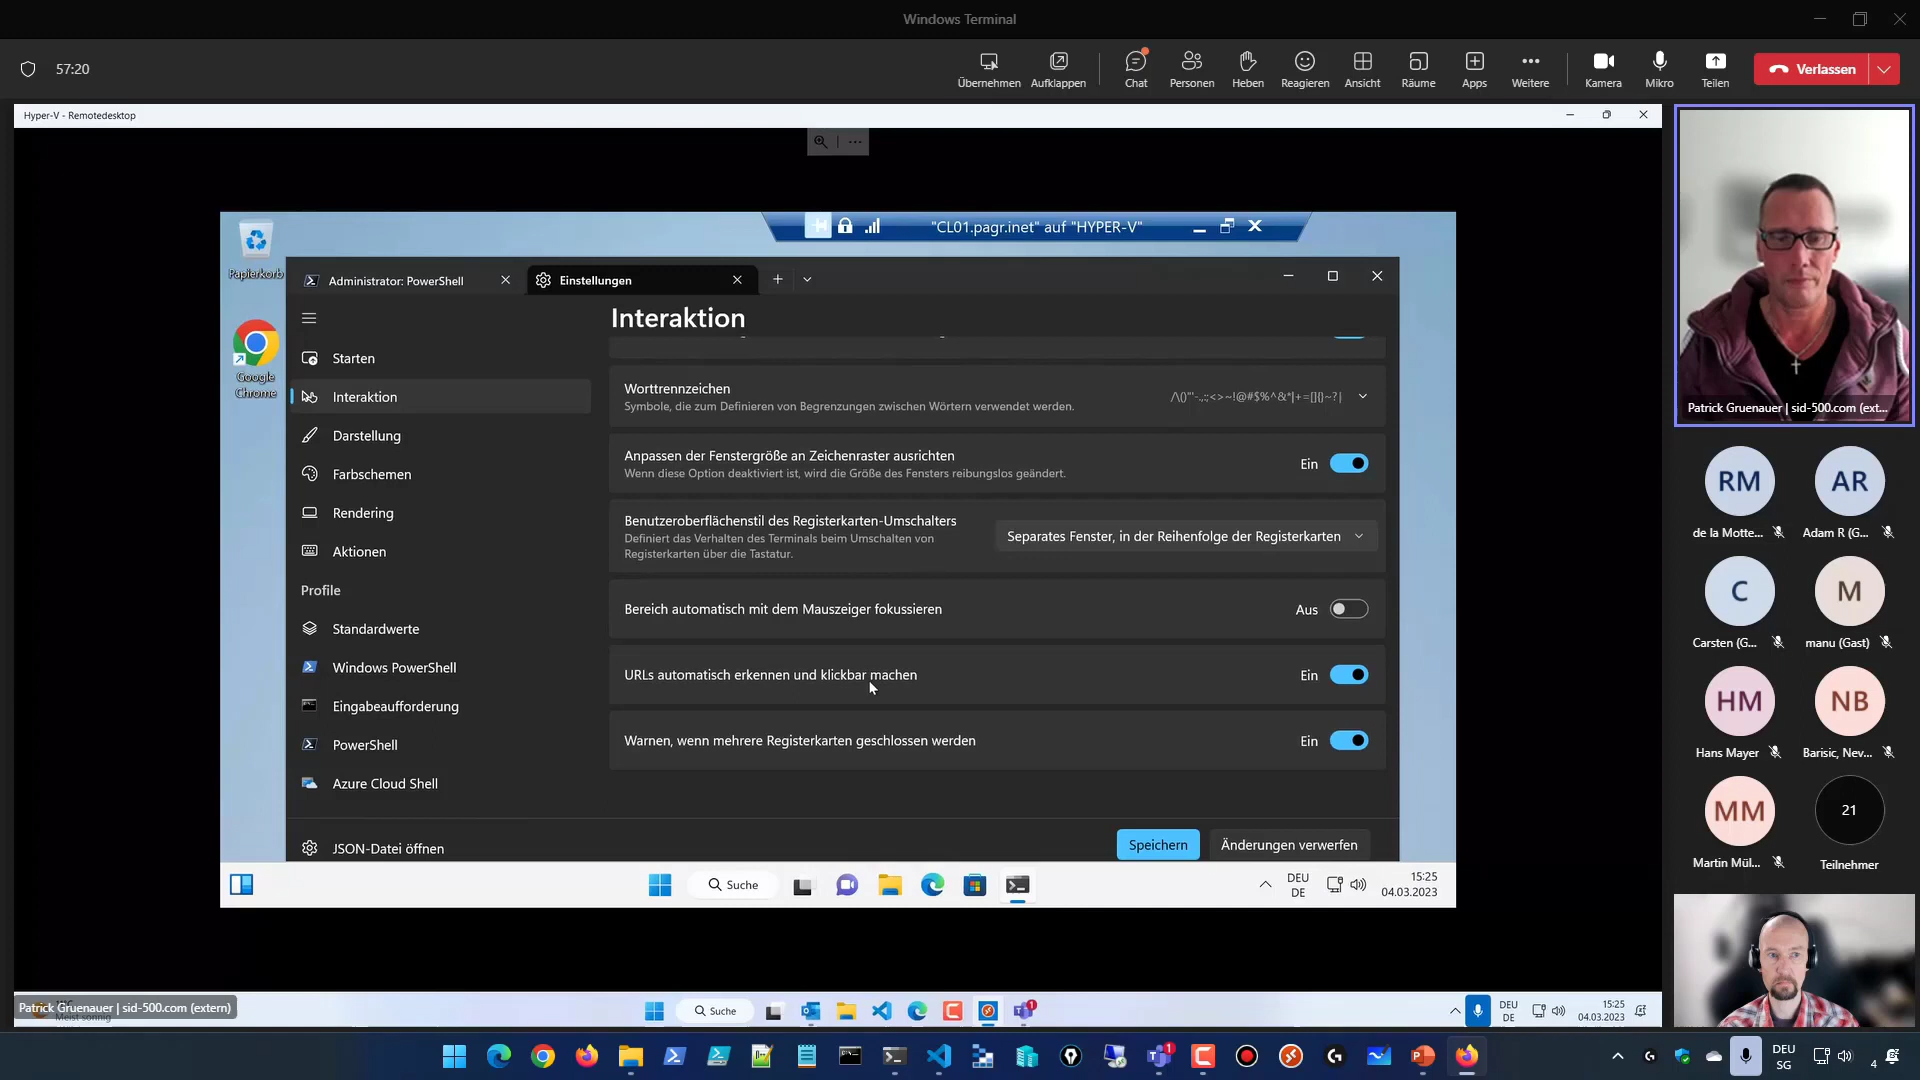 Windows Terminal
57:20
Übernehmen
Aufklappen
Chat
Personen
Heben
Reagieren
Ansicht
Räume
Apps
Weitere
Kamera
Mikro
Teilen
Verlassen
Hyper-V - Remotedesktop
"CL01.pagr.inet" auf "HYPER-V"
Papierkorb
Google
Chrome
Administrator: PowerShell
Einstellungen
Starten
Interaktion
Darstellung
Farbschemen
Rendering
Aktionen
Profile
Standardwerte
Windows PowerShell
Eingabeaufforderung
PowerShell
Azure Cloud Shell
JSON-Datei öffnen
Interaktion
Worttrennzeichen
Symbole, die zum Definieren von Begrenzungen zwischen Wörtern verwendet werden.
Anpassen der Fenstergröße an Zeichenraster ausrichten
Wenn diese Option deaktiviert ist, wird die Größe des Fensters reibungslos geändert.
Ein
Benutzeroberflächenstil des Registerkarten-Umschalters
Definiert das Verhalten des Terminals beim Umschalten von
Registerkarten über die Tastatur.
Separates Fenster, in der Reihenfolge der Registerkarten
Bereich automatisch mit dem Mauszeiger fokussieren
Aus
URLs automatisch erkennen und klickbar machen
Ein
Warnen, wenn mehrere Registerkarten geschlossen werden
Ein
Speichern
Änderungen verwerfen
Suche
DEU
DE
15:25
04.03.2023
Patrick Gruenauer | sid-500.com (ext...
RM
de la Motte...
AR
Adam R (G...
C
Carsten (G...
M
manu (Gast)
HM
Hans Mayer
NB
Barisic, Nev...
MM
Martin Mül...
21
Teilnehmer
Patrick Gruenauer | sid-500.com (extern)
Meist sonnig
Suche
1
DEU
DE
15:25
04.03.2023
1
DEU
SG
4